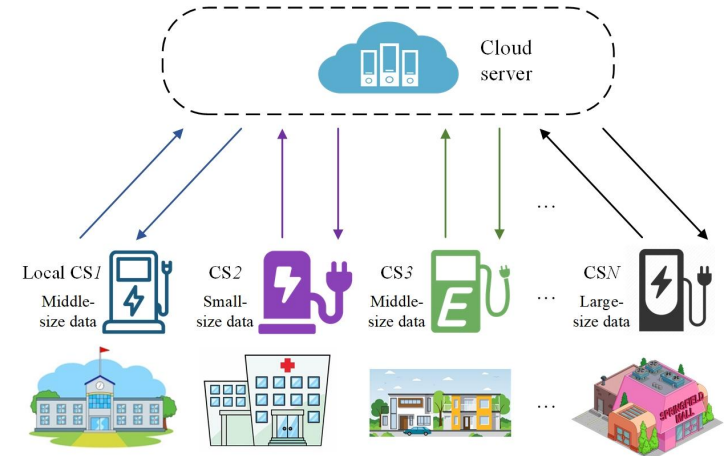 Cloud
server
...
Local CS1
Middle-
size data
CS2
Small-
size data
CS3
Middle-
size data
E
...
CSN
Large-
size data
...
SPRINGFIELD
MALL